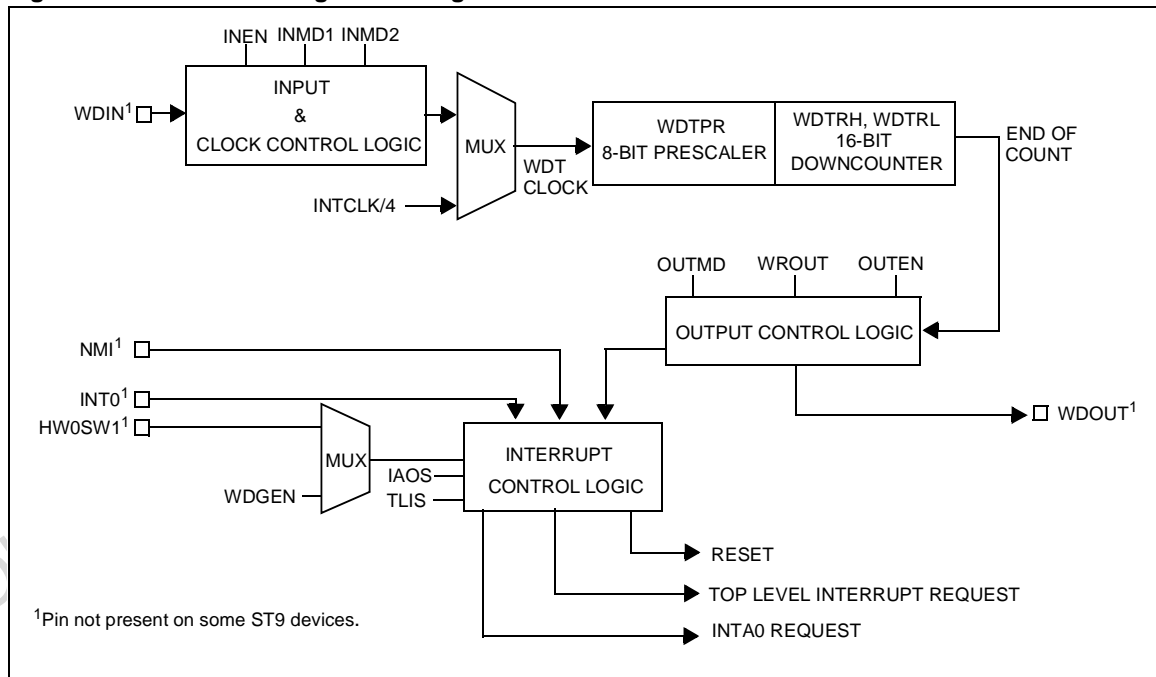 INEN INMD1 INMD2
INPUT
&
CLOCK CONTROL LOGIC
WDIN1
MUX
WDT
CLOCK
INTCLK/4
WDTPR
8-BIT PRESCALER
WDTRH, WDTRL
16-BIT
DOWNCOUNTER
END OF
COUNT
OUTMD WROUT OUTEN
OUTPUT CONTROL LOGIC
NMI1
INT01
HW0SW11
WDOUT1
MUX
WDGEN
IAOS
TLIS
INTERRUPT
CONTROL LOGIC
RESET
TOP LEVEL INTERRUPT REQUEST
INTA0 REQUEST
1Pin not present on some ST9 devices.